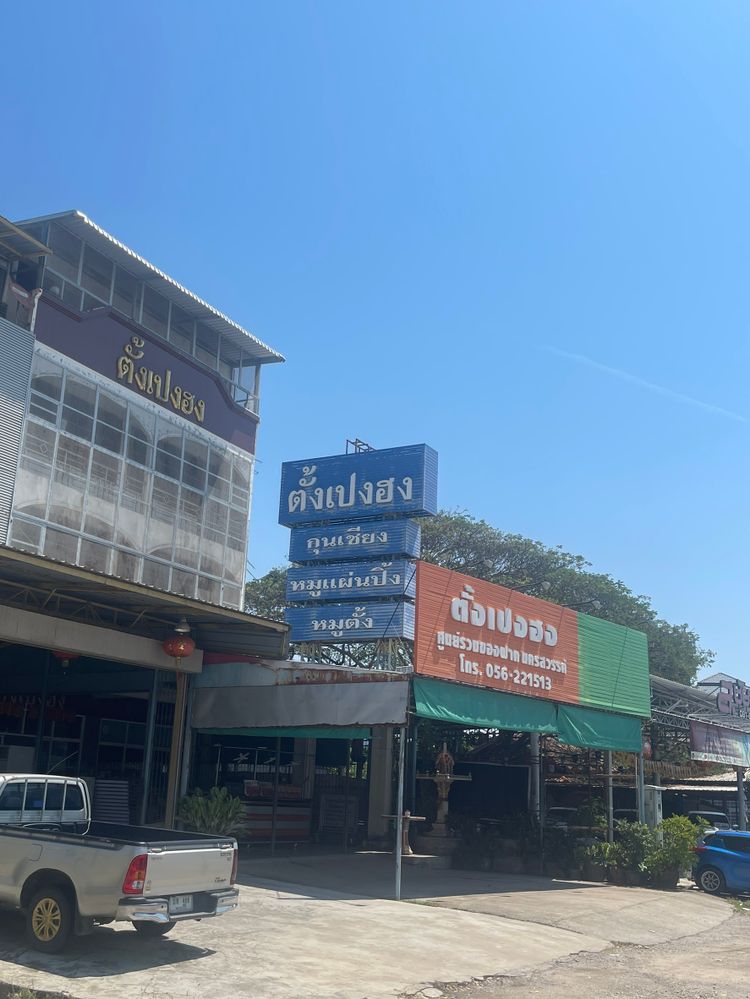 ตั้งเปงฮง
ตั้งเปงฮง
กุนเชียง
หมูแผ่นปิ้ง
หมูตั้ง
ตั้งเปงฮง
ศูนย์รวมของฝาก นครสวรรค์
โทร. 056-221513